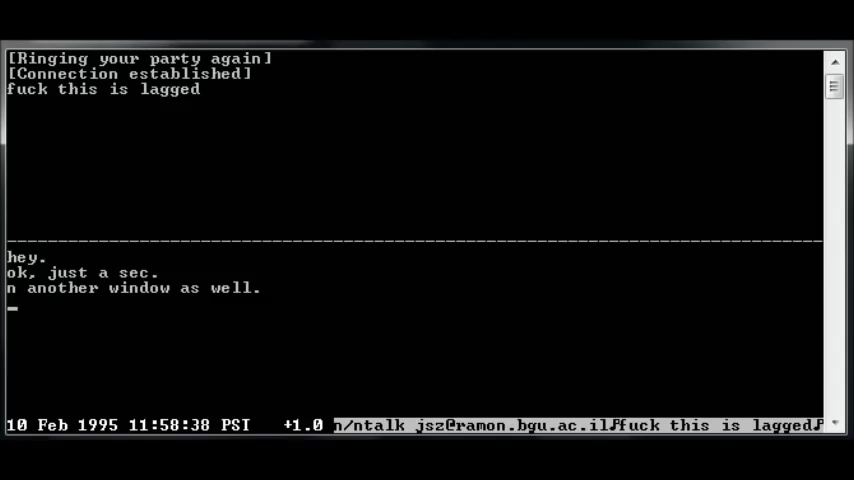 [Ringing your party again]
[Connection established]
fuck this is lagged
hey.
ok, just a sec.
n another window as well.
10 Feb 1995 11:58:38 PST +1.0 n/ntalk jsz@ramon.bgu.ac.il♪fuck this is lagged♪